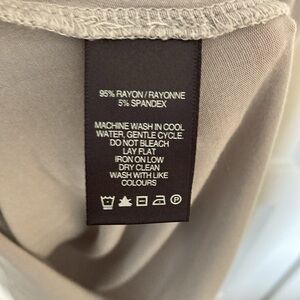 95% RAYON / RAYONNE
5% SPANDEX
MACHINE WASH IN COOL
WATER, GENTLE CYCLE.
DO NOT BLEACH
LAY FLAT
IRON ON LOW
DRY CLEAN
WASH WITH LIKE
COLOURS
P